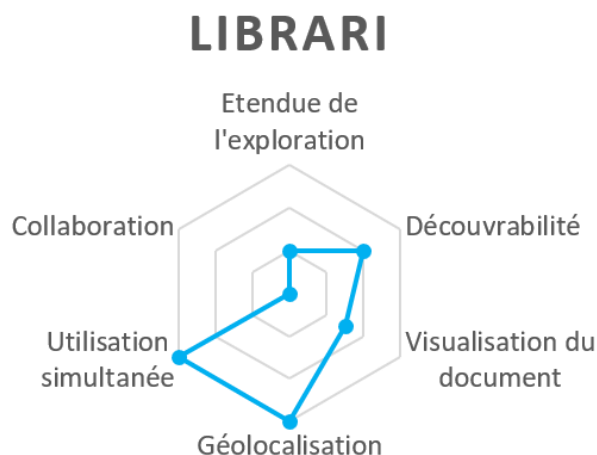 LIBRARI
Etendue de
l'exploration
Collaboration
Découvrabilité
Utilisation
simultanée
Visualisation du
document
Géolocalisation